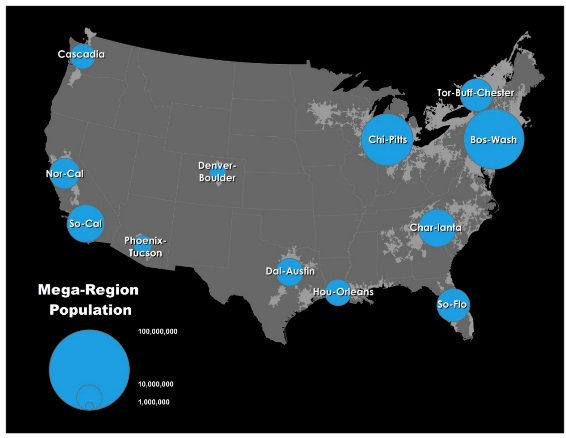 Cascadia
Tor-Buff-Chester
Chi-Pitts
Bos-Wash
Denver-
Boulder
Nor-Cal
So-Cal
Char-lanta
Phoenix-
Tucson
Dal-Austin
Hou-Orleans
So-Flo
Mega-Region
Population
100,000,000
10,000,000
1,000,000